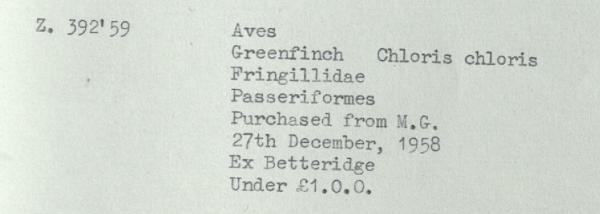 Z. 392'59
Aves
Greenfinch Chloris chloris
Fringillidae
Passeriformes
Purchased from M.G.
27th December, 1958
Ex Betteridge
Under £1.0.0.